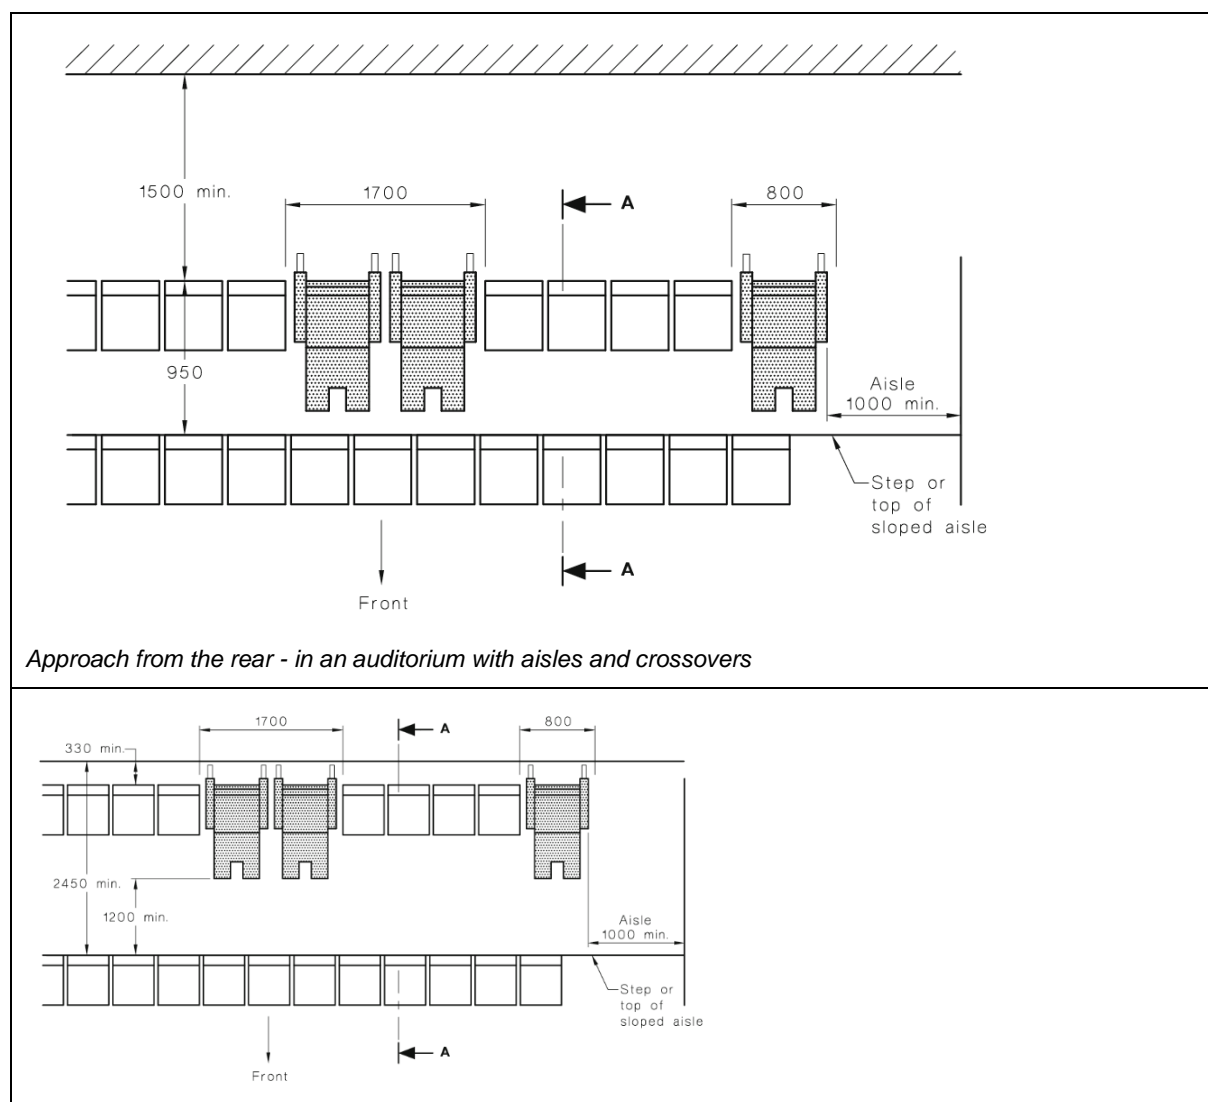 1500 min.
1700
A
800
950
Aisle
1000 min.
Step or
top of
sloped aisle
A
Front
Approach from the rear - in an auditorium with aisles and crossovers
1700
A
800
330 min.
2450 min.
1200 min.
Aisle
1000 min.
Step or
top of
sloped aisle
A
Front